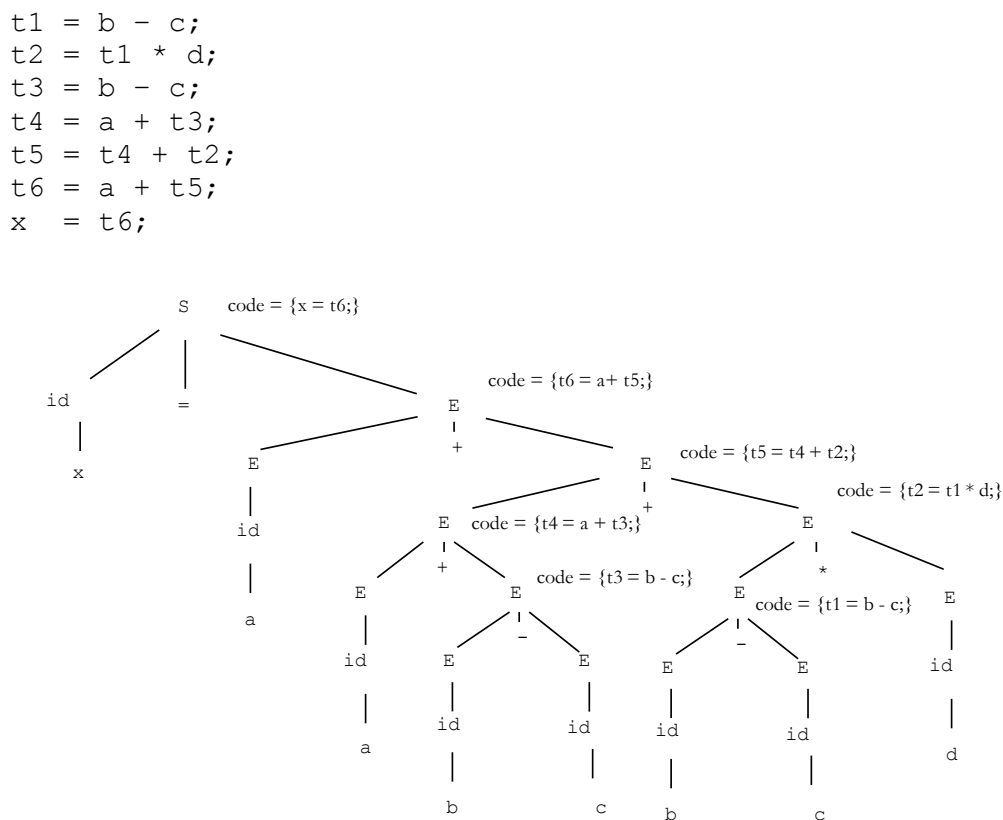 t1 = b – c;
t2 = t1 * d;
t3 = b – c;
t4 = a + t3;
t5 = t4 + t2;
t6 = a + t5;
x = t6;
S code = {x = t6;}
code = {t6 = a+ t5;}
id = E
+
x E E code = {t5 = t4 + t2;}
code = {t2 = t1 * d;}
+
id E code = {t4 = a + t3;} E
+ *
E E code = {t3 = b - c;} E E
code = {t1 = b - c;}
a – –
id E E E E id
a id id id id d
b c b c